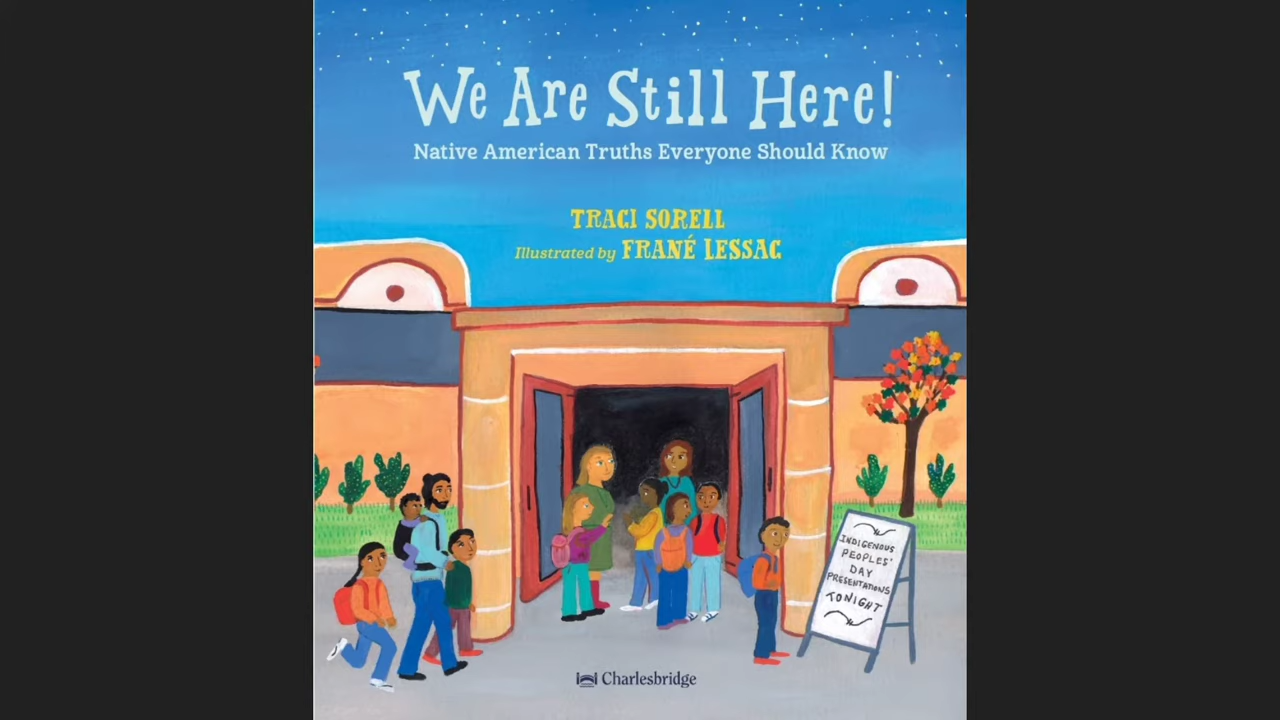 We Are Still Here!
Native American Truths Everyone Should Know
TRACI SORELL
Illustrated by FRANÉ LESSAC
INDIGENOUS
PEOPLES'
DAY
PRESENTATIONS
TONIGHT
Charlesbridge